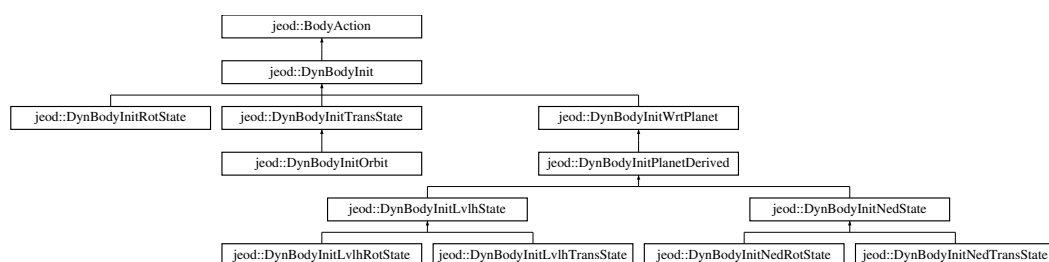 jeod::BodyAction
jeod::DynBodyInit
jeod::DynBodyInitRotState jeod::DynBodyInitTransState jeod::DynBodyInitWrtPlanet
jeod::DynBodyInitOrbit jeod::DynBodyInitPlanetDerived
jeod::DynBodyInitLvlhState jeod::DynBodyInitNedState
jeod::DynBodyInitLvlhRotState jeod::DynBodyInitLvlhTransState jeod::DynBodyInitNedRotState jeod::DynBodyInitNedTransState